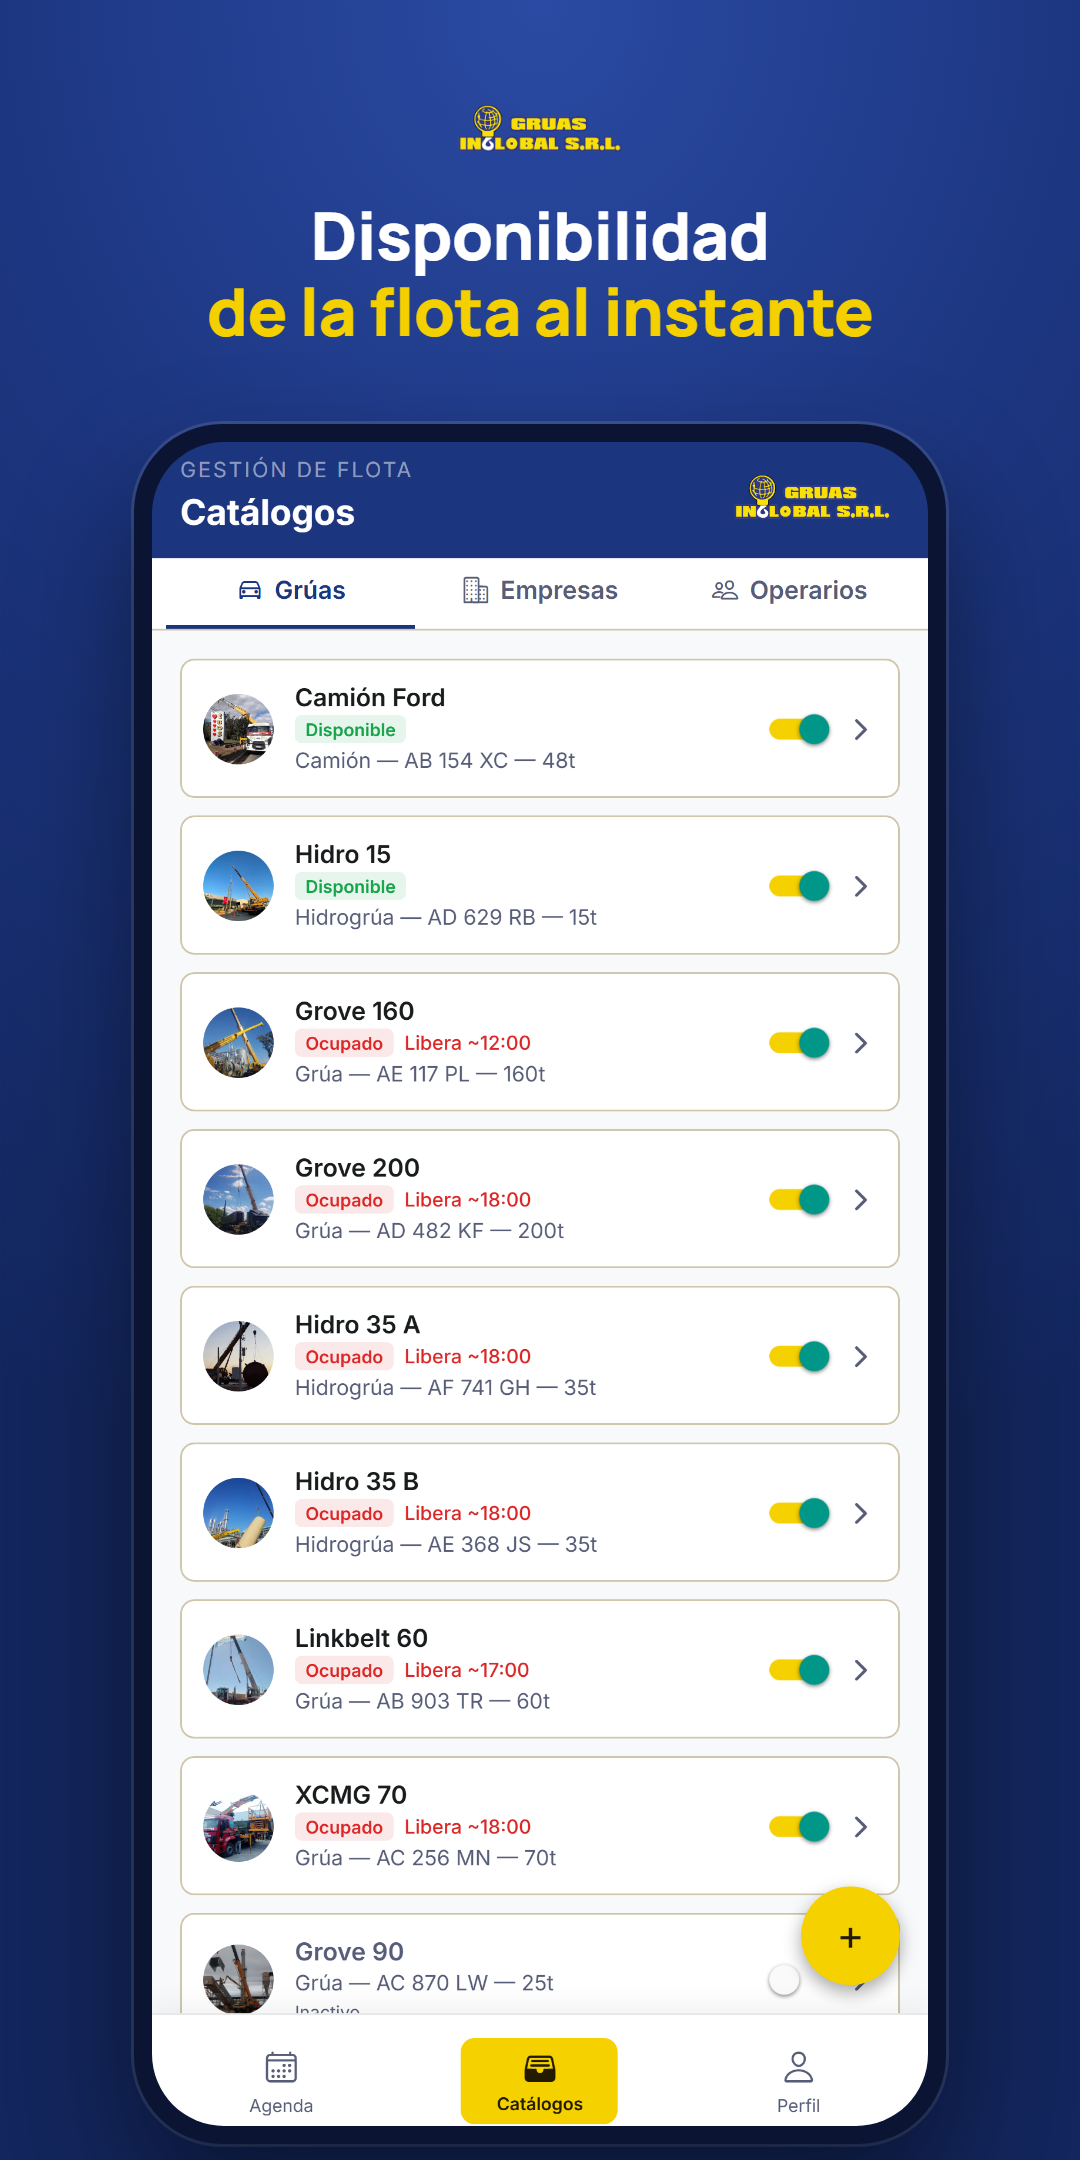 GRUAS
INGLOBAL S.R.L.
Disponibilidad
de la flota al instante
GESTIÓN DE FLOTA
Catálogos
GRUAS
INGLOBAL S.R.L.
Grúas
Empresas
Operarios
Camión Ford
Disponible
Camión — AB 154 XC — 48t
Hidro 15
Disponible
Hidrogrúa — AD 629 RB — 15t
Grove 160
Ocupado Libera ~12:00
Grúa — AE 117 PL — 160t
Grove 200
Ocupado Libera ~18:00
Grúa — AD 482 KF — 200t
Hidro 35 A
Ocupado Libera ~18:00
Hidrogrúa — AF 741 GH — 35t
Hidro 35 B
Ocupado Libera ~18:00
Hidrogrúa — AE 368 JS — 35t
Linkbelt 60
Ocupado Libera ~17:00
Grúa — AB 903 TR — 60t
XCMG 70
Ocupado Libera ~18:00
Grúa — AC 256 MN — 70t
+
Grove 90
Grúa — AC 870 LW — 25t
Inactivo
Agenda
Catálogos
Perfil